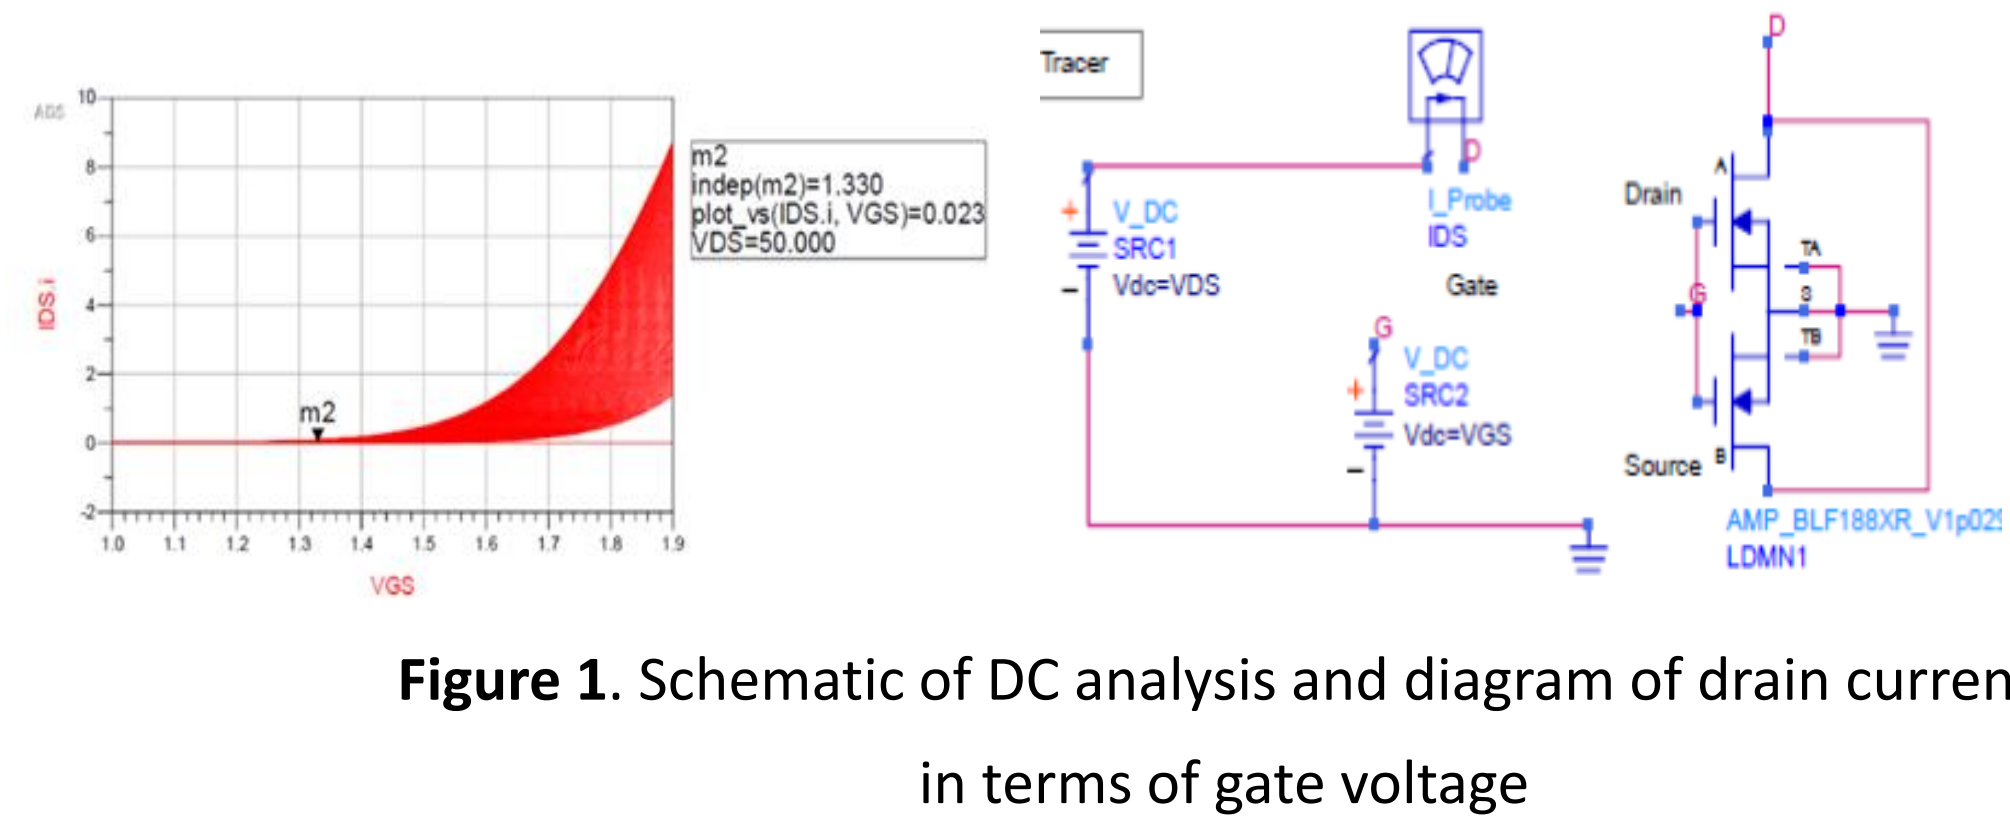 ADS
10
8
6
4
2
0
-2
IDS.i
m2
1.0 1.1 1.2 1.3 1.4 1.5 1.6 1.7 1.8 1.9
VGS
m2
indep(m2)=1.330
plot_vs(IDS.i, VGS)=0.023
VDS=50.000
Tracer
D
I_Probe
IDS
+
V_DC
SRC1
Vdc=VDS
-
Gate
G
+
V_DC
SRC2
Vdc=VGS
-
D
A
Drain
TA
G
S
TB
Source
B
AMP_BLF188XR_V1p029
LDMN1
Figure 1. Schematic of DC analysis and diagram of drain curren
in terms of gate voltage